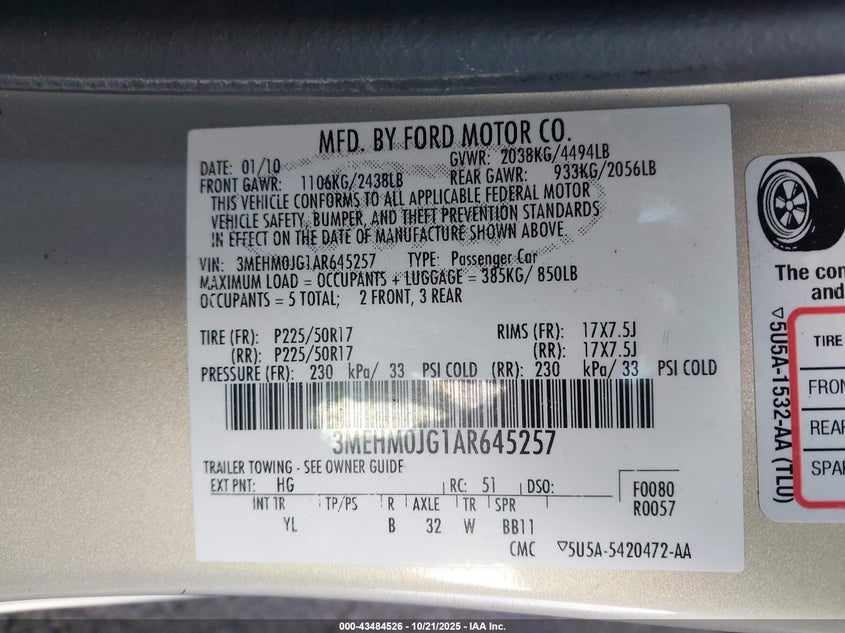 MFD. BY FORD MOTOR CO.
DATE: 01/10 GVWR: 2038KG/4494LB
FRONT GAWR: 1106KG/2438LB REAR GAWR: 933KG/2056LB
THIS VEHICLE CONFORMS TO ALL APPLICABLE FEDERAL MOTOR
VEHICLE SAFETY, BUMPER, AND THEFT PREVENTION STANDARDS
IN EFFECT ON THE DATE OF MANUFACTURE SHOWN ABOVE.
VIN: 3MEHM0JG1AR645257 TYPE: Passenger Car
MAXIMUM LOAD = OCCUPANTS + LUGGAGE = 385KG/ 850LB
OCCUPANTS = 5 TOTAL; 2 FRONT, 3 REAR
TIRE (FR): P225/50R17 RIMS (FR): 17X7.5J
(RR): P225/50R17 (RR): 17X7.5J
PRESSURE (FR): 230 kPa/ 33 PSI COLD (RR): 230 kPa/ 33 PSI COLD
3MEHM0JG1AR645257
TRAILER TOWING - SEE OWNER GUIDE
EXT PNT: HG RC: 51 DSO: F0080
R0057
INT TR TP/PS R AXLE TR SPR
YL B 32 W BB11
CMC ▽5U5A-5420472-AA
The con
and
▽5U5A-1532-AA (TLU)
TIRE
FRON
REAR
SPAR
000-43484526 - 10/21/2025 - IAA Inc.